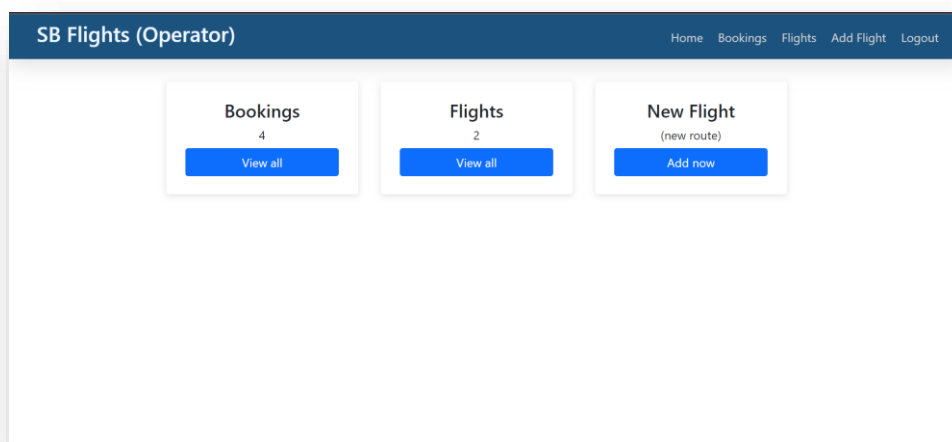 SB Flights (Operator)
Home Bookings Flights Add Flight Logout
Bookings
4
View all
Flights
2
View all
New Flight
(new route)
Add now